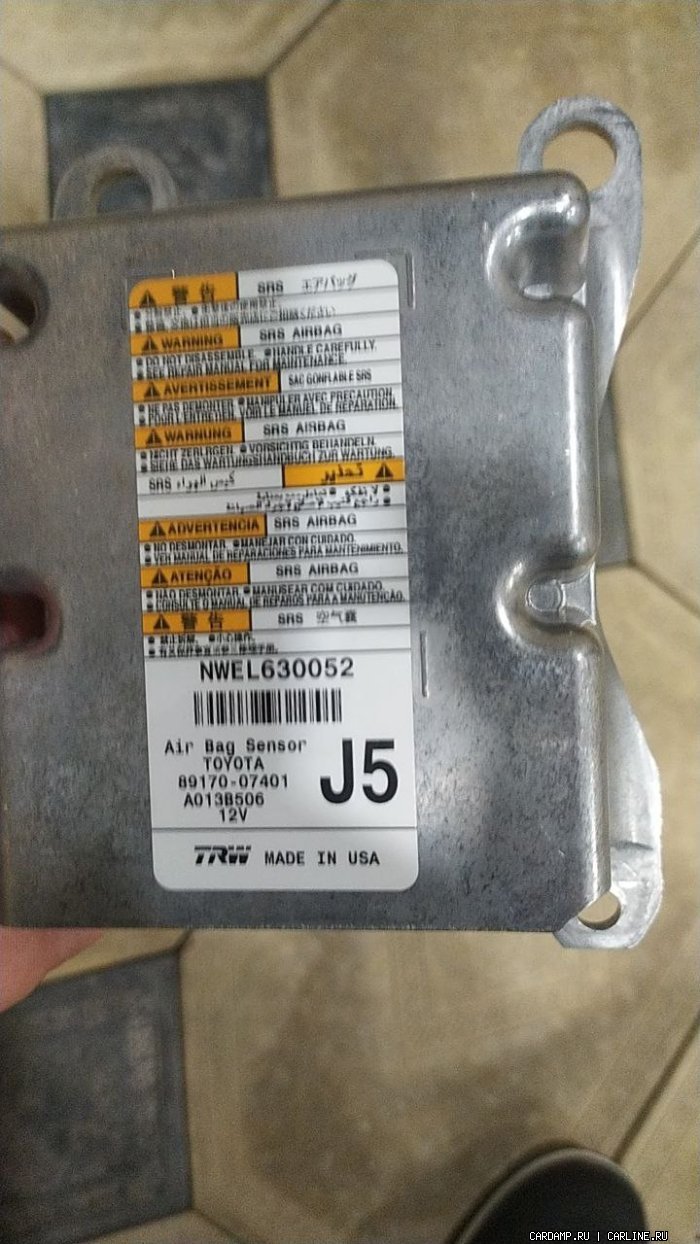 警告 SRS エアバッグ
WARNING SRS AIRBAG
●DO NOT DISASSEMBLE. ●HANDLE CAREFULLY.
●SEE REPAIR MANUAL FOR MAINTENANCE.
AVERTISSEMENT SAC GONFLABLE SRS
●NE PAS DEMONTER. ●MANIPULER AVEC PRECAUTION.
●POUR L'ENTRETIEN, VOIR LE MANUEL DE REPARATION.
WARNUNG SRS AIRBAG
●NICHT ZERLEGEN. ●VORSICHTIG BEHANDELN.
●SIEHE DAS WARTUNGSHANDBUCH ZUR WARTUNG.
تحذير كيس الهواء SRS
ADVERTENCIA SRS AIRBAG
●NO DESMONTAR. ●MANEJAR CON CUIDADO.
●VER MANUAL DE REPARACIONES PARA MANTENIMIENTO.
ATENÇÃO SRS AIRBAG
●NÃO DESMONTAR. ●MANUSEAR COM CUIDADO.
●CONSULTE O MANUAL DE REPAROS PARA A MANUTENÇÃO.
警告 SRS 空气囊
NWEL630052
Air Bag Sensor
TOYOTA
89170-07401
A013B506
12V
J5
TRW MADE IN USA
CARDAMP.RU | CARLINE.RU